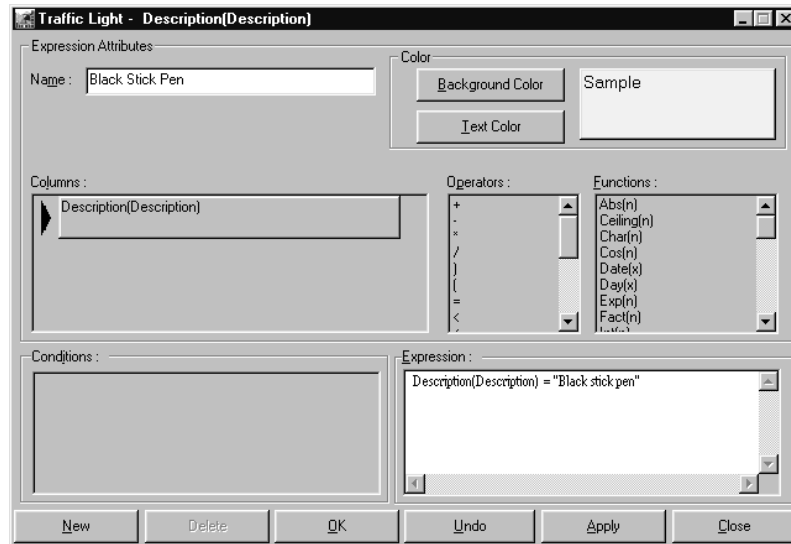 Traffic Light - Description(Description)
Expression Attributes
Name :
Black Stick Pen
Color
Background Color
Text Color
Sample
Columns :
Description(Description)
Operators :
+
-
*
/
)
(
=
<
Functions :
Abs(n)
Ceiling(n)
Char(n)
Cos(n)
Date(x)
Day(x)
Exp(n)
Fact(n)
Conditions :
Expression :
Description(Description) = "Black stick pen"
New
Delete
OK
Undo
Apply
Close